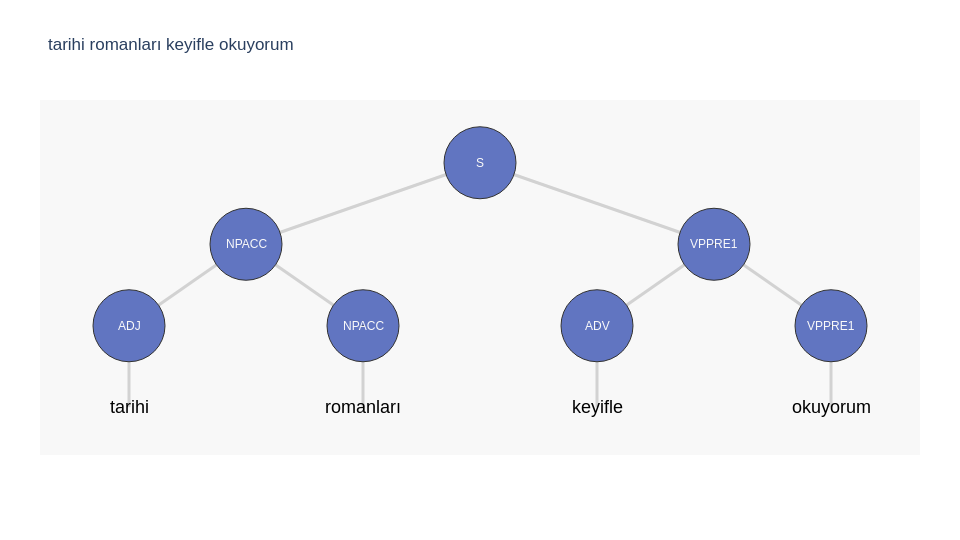 tarihi romanları keyifle okuyorum
S
NPACC VPPRE1
ADJ NPACC ADV VPPRE1
tarihi romanları keyifle okuyorum